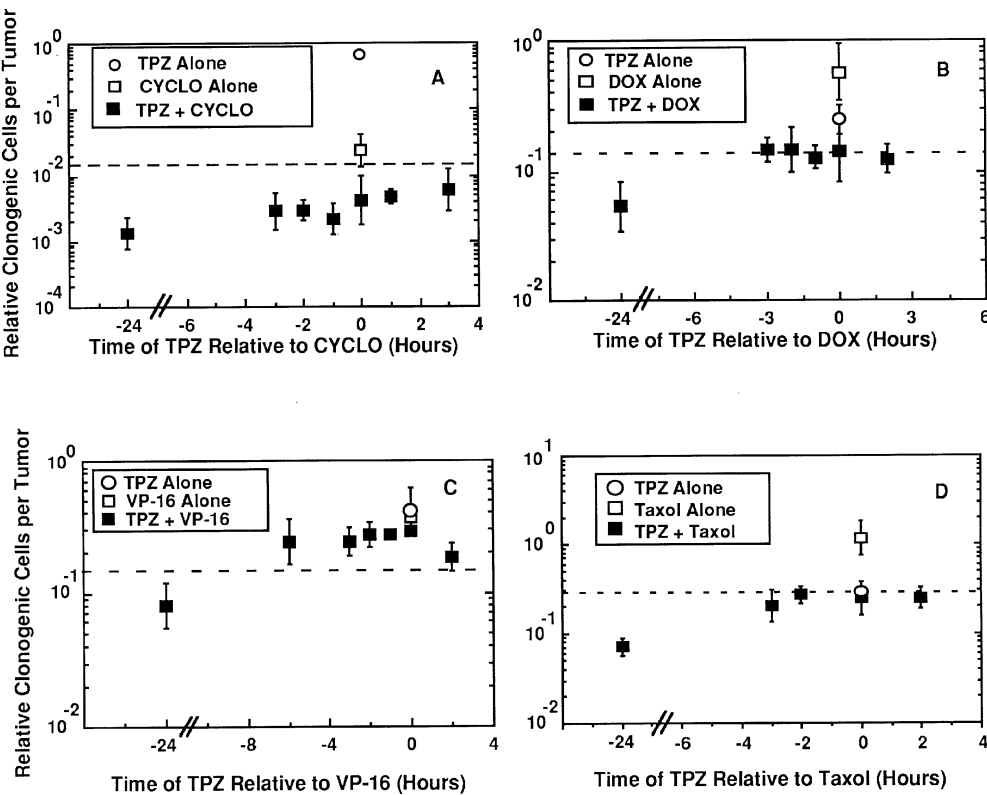 Relative Clonogenic Cells per Tumor
10^0
10^-1
10^-2
10^-3
10^-4
TPZ Alone
CYCLO Alone
TPZ + CYCLO
A
-24 -6 -4 -2 0 2 4
Time of TPZ Relative to CYCLO (Hours)
10^0
10^-1
10^-2
TPZ Alone
DOX Alone
TPZ + DOX
B
-24 -6 -3 0 3 6
Time of TPZ Relative to DOX (Hours)
Relative Clonogenic Cells per Tumor
10^0
10^-1
10^-2
TPZ Alone
VP-16 Alone
TPZ + VP-16
C
-24 -8 -4 0 4
Time of TPZ Relative to VP-16 (Hours)
10^1
10^0
10^-1
10^-2
TPZ Alone
Taxol Alone
TPZ + Taxol
D
-24 -6 -4 -2 0 2 4
Time of TPZ Relative to Taxol (Hours)